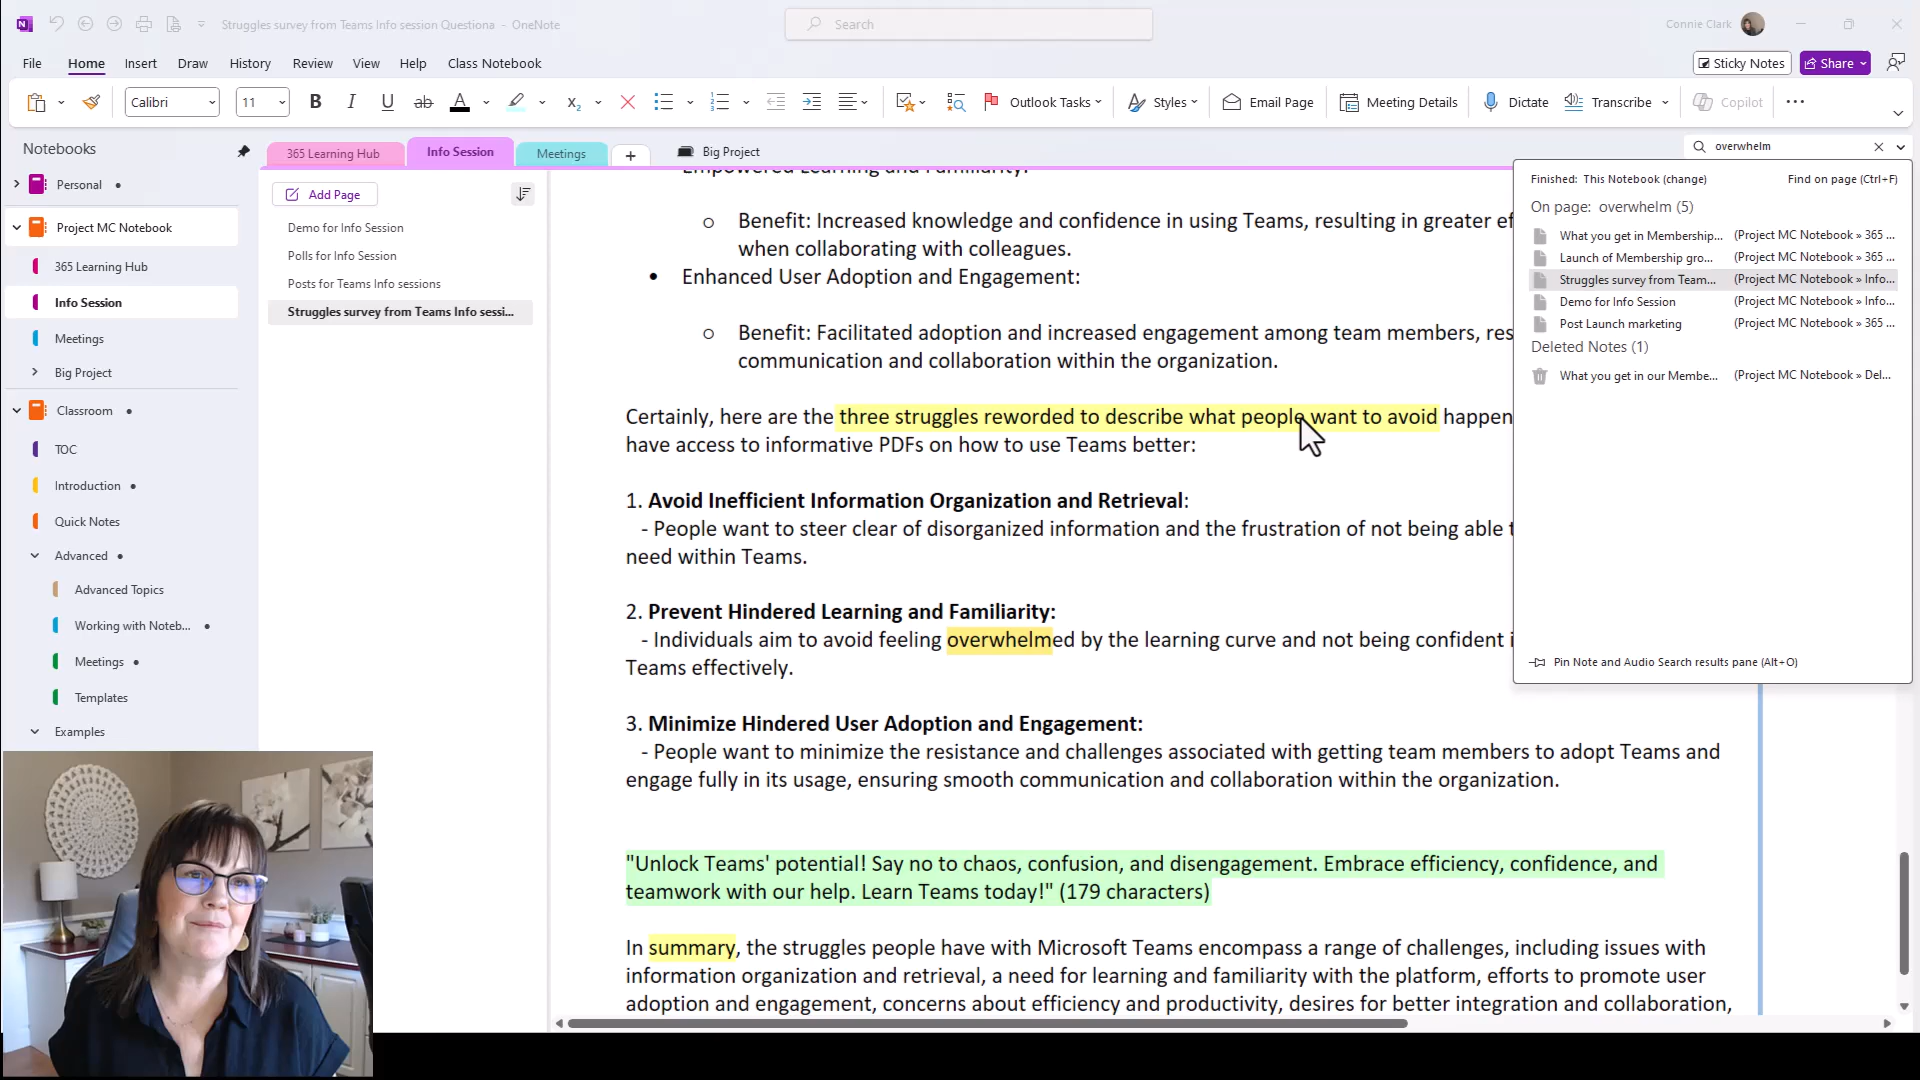 Struggles survey from Teams Info session Questiona - OneNote
Search
Connie Clark
File Home Insert Draw History Review View Help Class Notebook
Sticky Notes Share
Calibri 11 B I U ab A x₂ Outlook Tasks Styles Email Page Meeting Details Dictate Transcribe Copilot
Notebooks
Personal
Project MC Notebook
365 Learning Hub
Info Session
Meetings
Big Project
Classroom
TOC
Introduction
Quick Notes
Advanced
Advanced Topics
Working with Noteb...
Meetings
Templates
Examples
365 Learning Hub Info Session Meetings + Big Project
overwhelm
Add Page
Demo for Info Session
Polls for Info Session
Posts for Teams Info sessions
Struggles survey from Teams Info sessi...
Empowered Learning and Familiarity:
o Benefit: Increased knowledge and confidence in using Teams, resulting in greater ef
when collaborating with colleagues.
• Enhanced User Adoption and Engagement:
o Benefit: Facilitated adoption and increased engagement among team members, res
communication and collaboration within the organization.
Certainly, here are the three struggles reworded to describe what people want to avoid happen
have access to informative PDFs on how to use Teams better:
1. Avoid Inefficient Information Organization and Retrieval:
- People want to steer clear of disorganized information and the frustration of not being able t
need within Teams.
2. Prevent Hindered Learning and Familiarity:
- Individuals aim to avoid feeling overwhelmed by the learning curve and not being confident i
Teams effectively.
3. Minimize Hindered User Adoption and Engagement:
- People want to minimize the resistance and challenges associated with getting team members to adopt Teams and
engage fully in its usage, ensuring smooth communication and collaboration within the organization.
"Unlock Teams' potential! Say no to chaos, confusion, and disengagement. Embrace efficiency, confidence, and
teamwork with our help. Learn Teams today!" (179 characters)
In summary, the struggles people have with Microsoft Teams encompass a range of challenges, including issues with
information organization and retrieval, a need for learning and familiarity with the platform, efforts to promote user
adoption and engagement, concerns about efficiency and productivity, desires for better integration and collaboration,
Finished: This Notebook (change) Find on page (Ctrl+F)
On page: overwhelm (5)
What you get in Membership... (Project MC Notebook » 365 ...
Launch of Membership gro... (Project MC Notebook » 365 ...
Struggles survey from Team... (Project MC Notebook » Info...
Demo for Info Session (Project MC Notebook » Info...
Post Launch marketing (Project MC Notebook » 365 ...
Deleted Notes (1)
What you get in our Membe... (Project MC Notebook » Del...
Pin Note and Audio Search results pane (Alt+O)